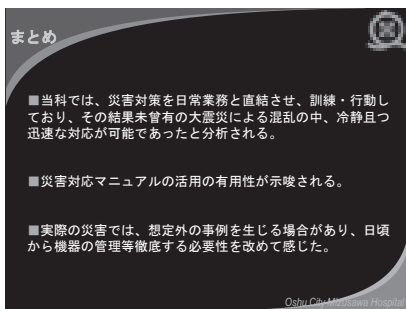 まとめ
■当科では、災害対策を日常業務と直結させ、訓練・行動し
ており、その結果未曾有の大震災による混乱の中、冷静且つ
迅速な対応が可能であったと分析される。
■災害対応マニュアルの活用の有用性が示唆される。
■実際の災害では、想定外の事例を生じる場合があり、日頃
から機器の管理等徹底する必要性を改めて感じた。
Oshu City Mizusawa Hospital